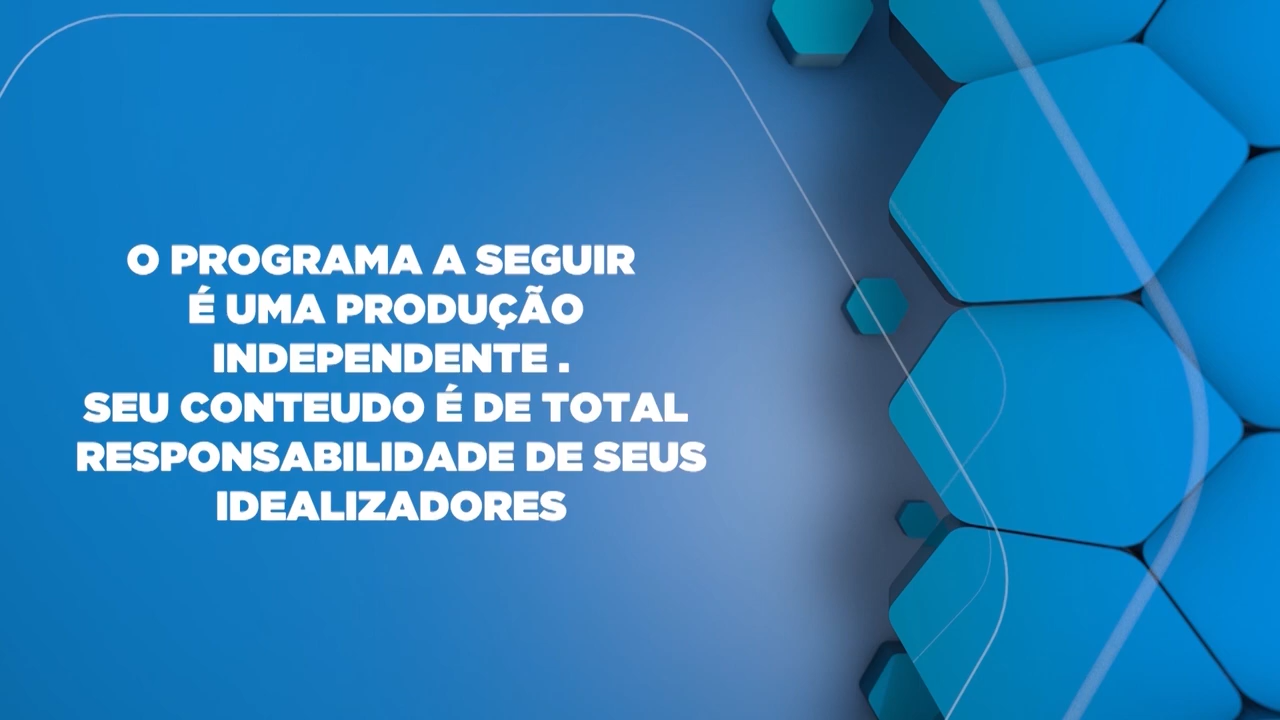 O PROGRAMA A SEGUIR
É UMA PRODUÇÃO
INDEPENDENTE .
SEU CONTEUDO É DE TOTAL
RESPONSABILIDADE DE SEUS
IDEALIZADORES